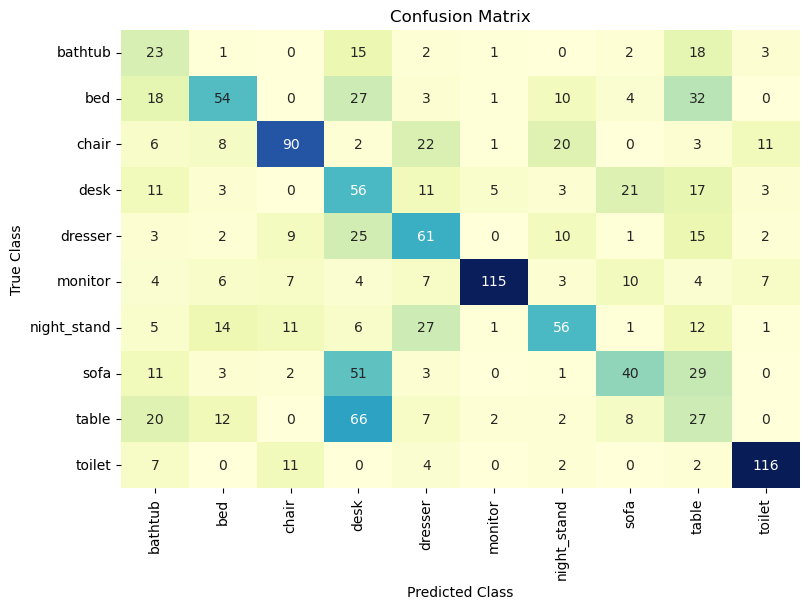 Confusion Matrix
True Class
bathtub 23 1 0 15 2 1 0 2 18 3
bed 18 54 0 27 3 1 10 4 32 0
chair 6 8 90 2 22 1 20 0 3 11
desk 11 3 0 56 11 5 3 21 17 3
dresser 3 2 9 25 61 0 10 1 15 2
monitor 4 6 7 4 7 115 3 10 4 7
night_stand 5 14 11 6 27 1 56 1 12 1
sofa 11 3 2 51 3 0 1 40 29 0
table 20 12 0 66 7 2 2 8 27 0
toilet 7 0 11 0 4 0 2 0 2 116
bathtub bed chair desk dresser monitor night_stand sofa table toilet
Predicted Class